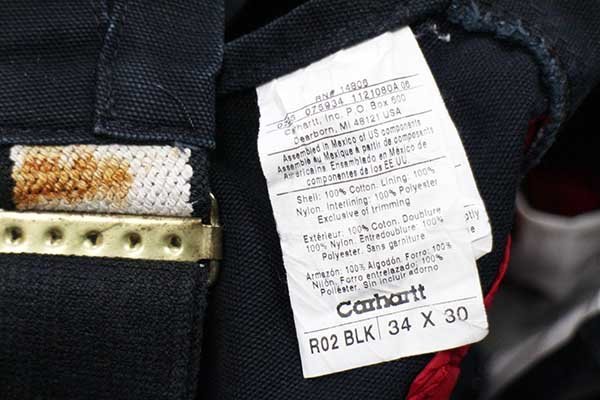 RN# 14806
075934 1121080A 06
Carhartt, Inc. P.O Box 600
Dearborn, MI 48121 USA
Assembled in Mexico of US components
Assemblé au Mexique à partir de composants
Américains. Ensamblado en México de
componentes de los EE UU.
Shell: 100% Cotton. Lining: 100%
Nylon. Interlining: 100% Polyester
Exclusive of trimming
Extérieur: 100% Coton. Doublure
100% Nylon. Entredoublure: 100%
Polyester. Sans garniture
Armazón: 100% Algodón. Forro: 100%
Nilón. Forro entrelazado: 100%
Poliéster. Sin incluir adorno
Carhartt
R02 BLK 34 X 30